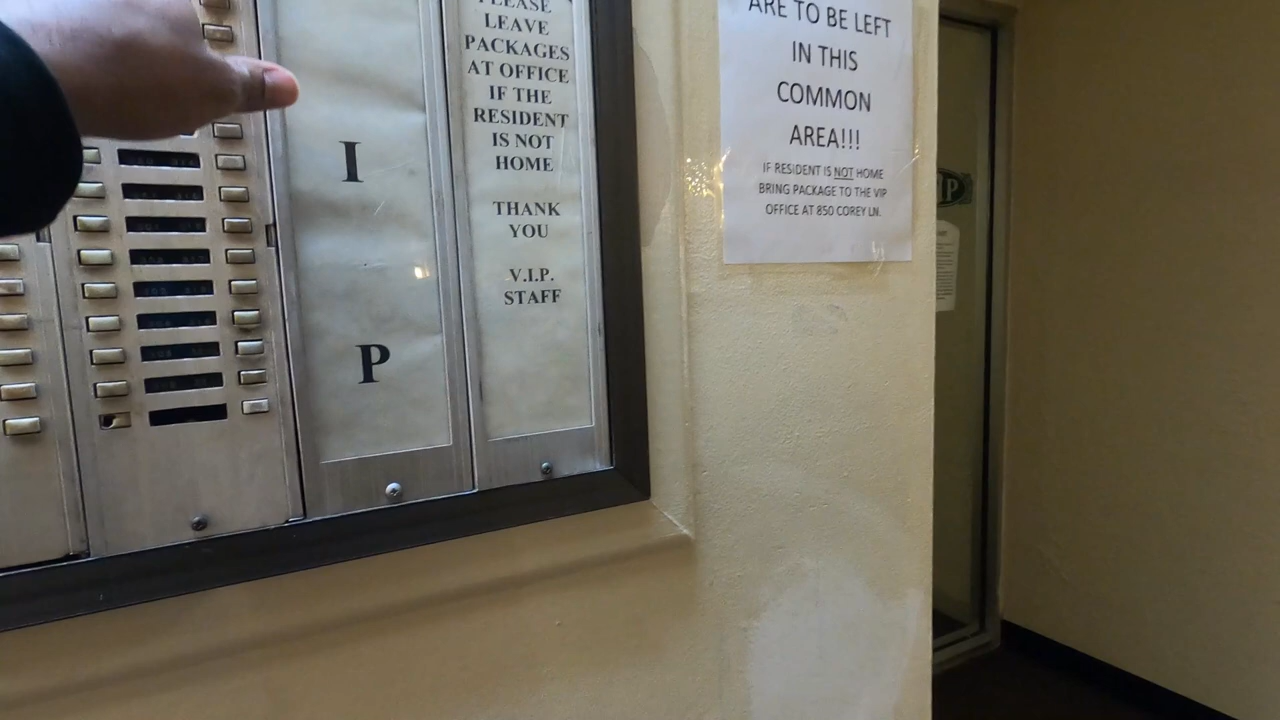 I
P
PLEASE
LEAVE
PACKAGES
AT OFFICE
IF THE
RESIDENT
IS NOT
HOME
THANK
YOU
V.I.P.
STAFF
ARE TO BE LEFT
IN THIS
COMMON
AREA!!!
IF RESIDENT IS NOT HOME
BRING PACKAGE TO THE VIP
OFFICE AT 850 COREY LN.
IP